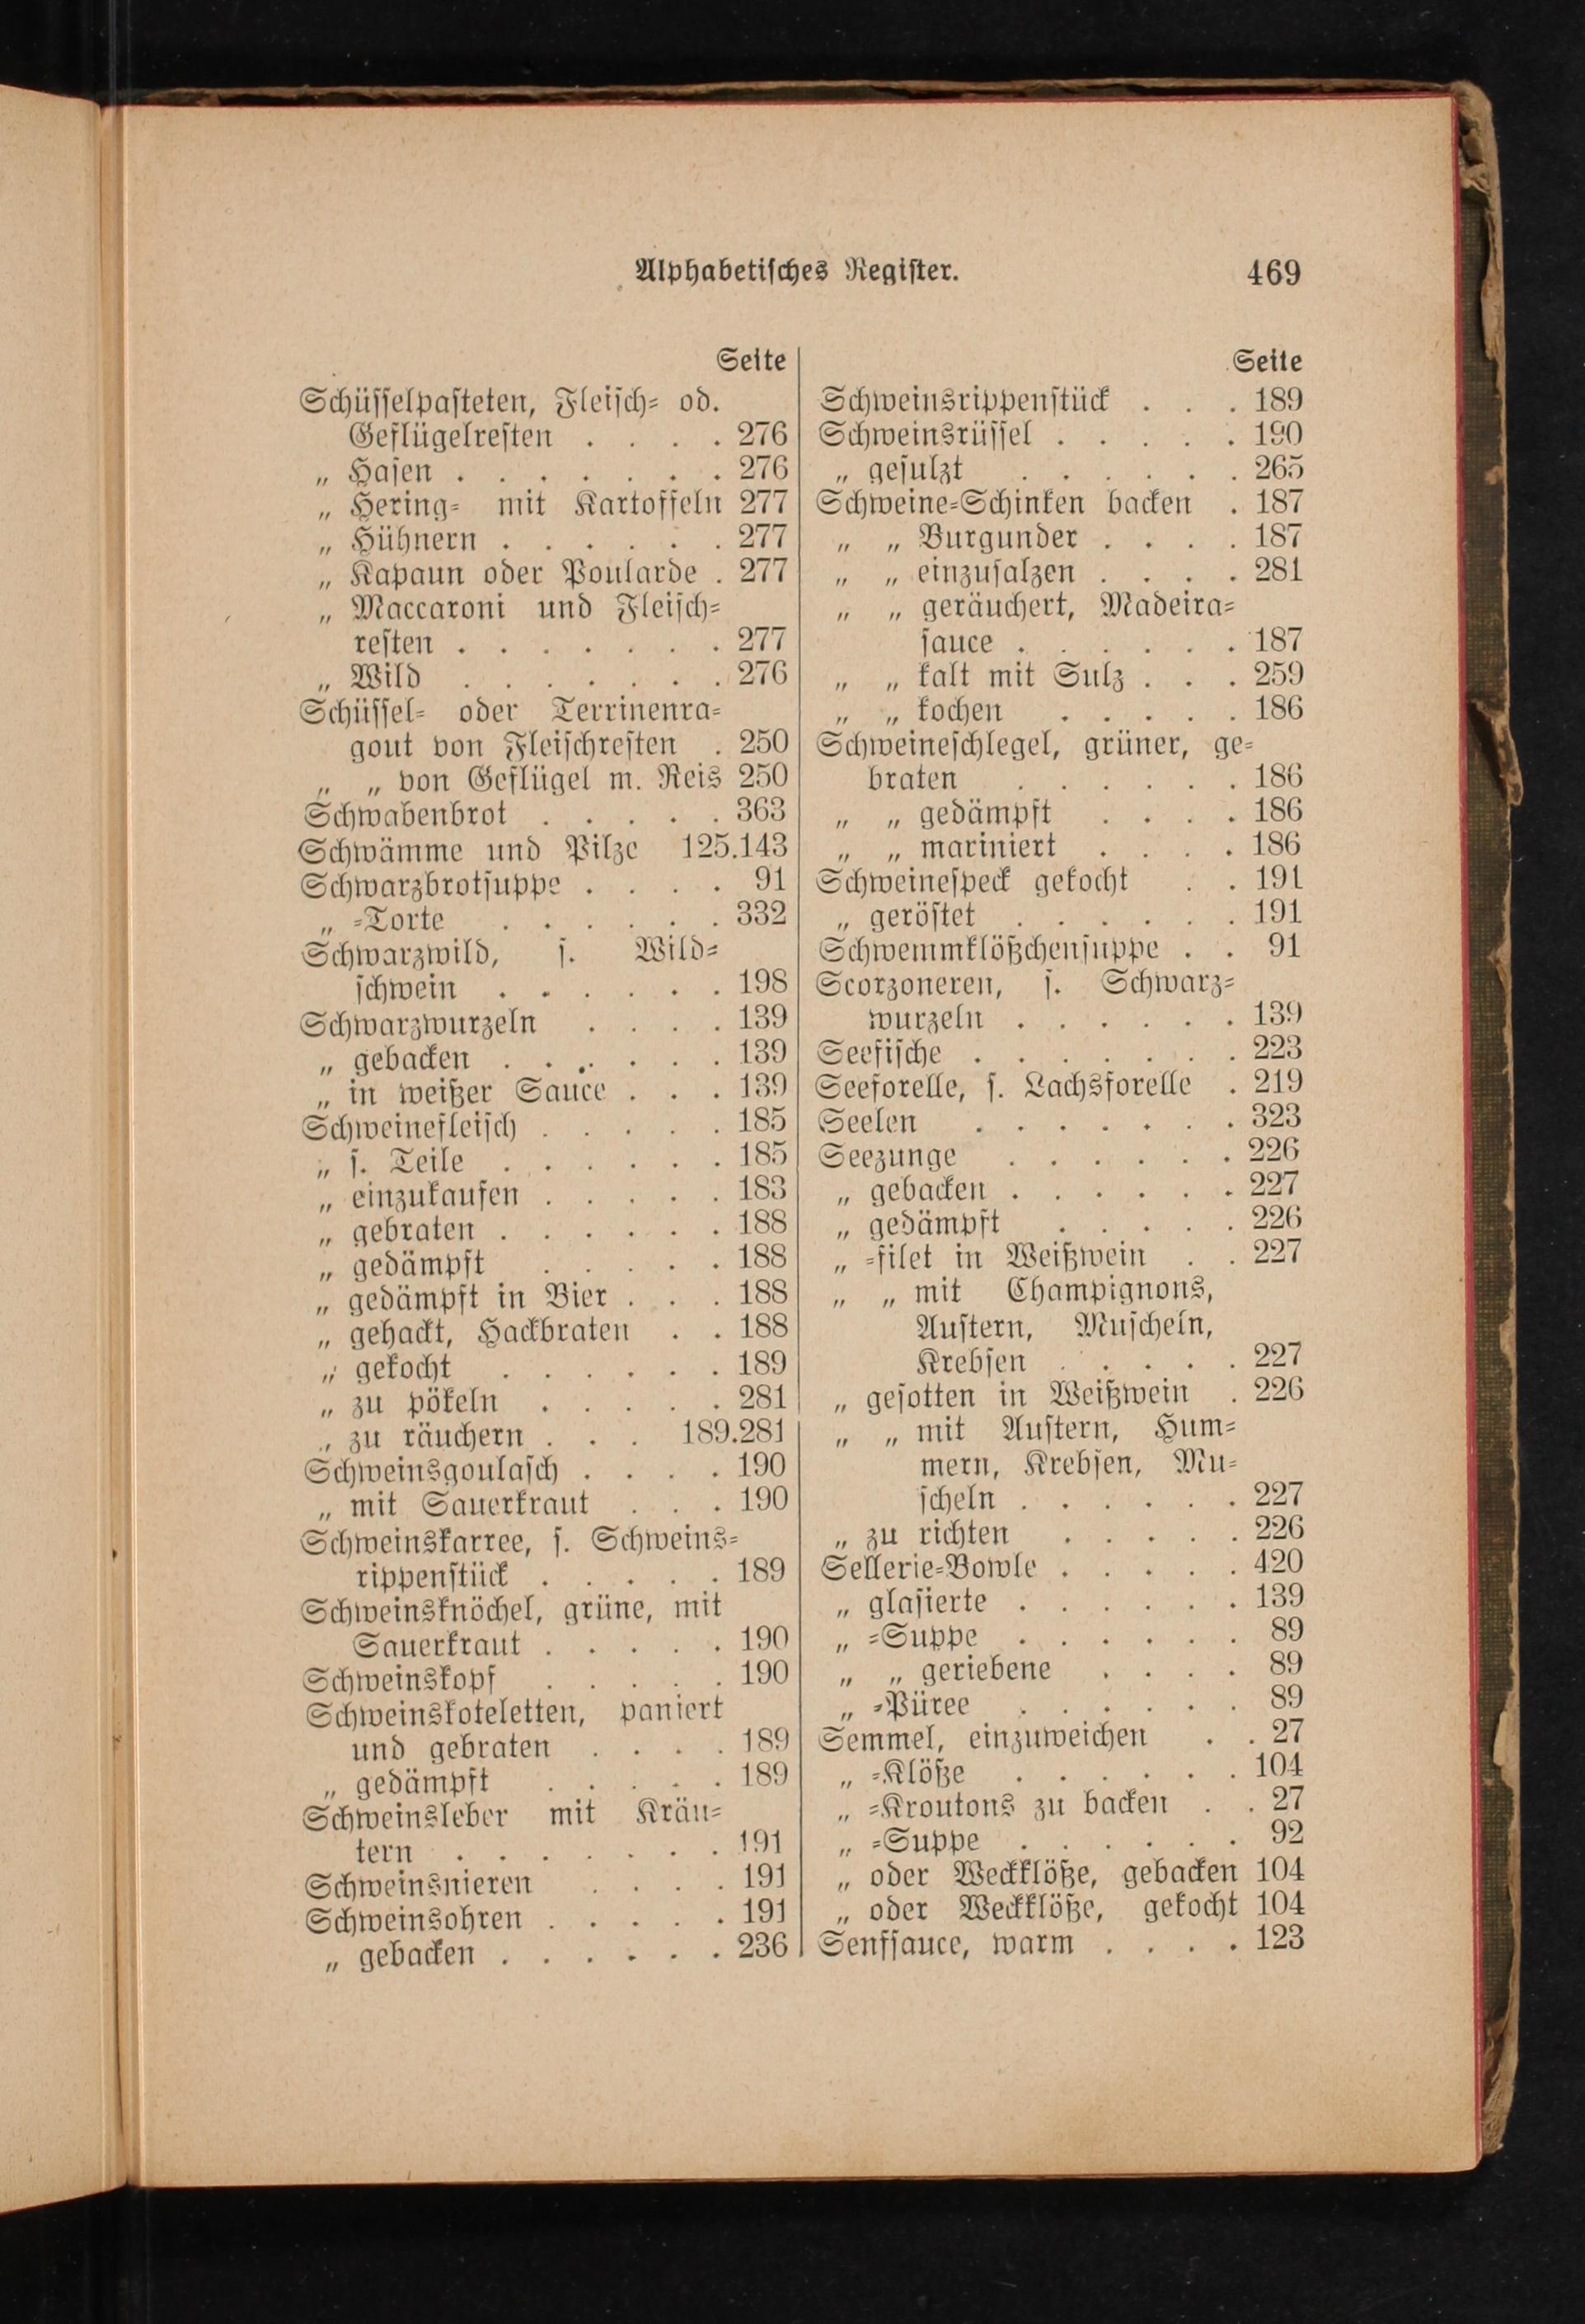 Alphabetisches Register. 469
Seite
Schüsselpasteten, Fleisch- od.
Geflügelresten . . . . 276
„ Hasen . . . . . . . 276
„ Hering- mit Kartoffeln 277
„ Hühnern . . . . . . 277
„ Kapaun oder Poularde . 277
„ Maccaroni und Fleisch-
resten . . . . . . . 277
„ Wild . . . . . . . 276
Schüssel- oder Terrinenra-
gout von Fleischresten . 250
„ „ von Geflügel m. Reis 250
Schwabenbrot . . . . . 363
Schwämme und Pilze 125.143
Schwarzbrotsuppe . . . . 91
„ -Torte . . . . . . 332
Schwarzwild, s. Wild-
schwein . . . . . . 198
Schwarzwurzeln . . . . 139
„ gebacken . . . . . . 139
„ in weißer Sauce . . . 139
Schweinefleisch . . . . . 185
„ s. Teile . . . . . . 185
„ einzukaufen . . . . . 183
„ gebraten . . . . . . 188
„ gedämpft . . . . . 188
„ gedämpft in Bier . . . 188
„ gehackt, Hackbraten . . 188
„ gekocht . . . . . . 189
„ zu pökeln . . . . . 281
„ zu räuchern . . . 189.281
Schweinsgoulasch . . . . 190
„ mit Sauerkraut . . . 190
Schweinskarree, s. Schweins-
rippenstück . . . . . 189
Schweinsknöchel, grüne, mit
Sauerkraut . . . . . 190
Schweinskopf . . . . . 190
Schweinskoteletten, paniert
und gebraten . . . . 189
„ gedämpft . . . . . 189
Schweinsleber mit Kräu-
tern . . . . . . . 191
Schweinsnieren . . . . 191
Schweinsohren . . . . . 191
„ gebacken . . . . . . 236
Seite
Schweinsrippenstück . . . 189
Schweinsrüssel . . . . . 190
„ gesulzt . . . . . . 265
Schweine-Schinken backen . 187
„ „ Burgunder . . . . 187
„ „ einzusalzen . . . . 281
„ „ geräuchert, Madeira-
sauce . . . . . . 187
„ „ kalt mit Sulz . . . 259
„ „ kochen . . . . . 186
Schweineschlegel, grüner, ge-
braten . . . . . . 186
„ „ gedämpft . . . . 186
„ „ mariniert . . . . 186
Schweinespeck gekocht . . 191
„ geröstet . . . . . . 191
Schwemmklößchensuppe . . 91
Scorzoneren, s. Schwarz-
wurzeln . . . . . . 139
Seefische . . . . . . . 223
Seeforelle, s. Lachsforelle . 219
Seelen . . . . . . . 323
Seezunge . . . . . . 226
„ gebacken . . . . . . 227
„ gedämpft . . . . . 226
„ -filet in Weißwein . . 227
„ „ mit Champignons,
Austern, Muscheln,
Krebsen . . . . . 227
„ gesotten in Weißwein . 226
„ „ mit Austern, Hum-
mern, Krebsen, Mu-
scheln . . . . . . 227
„ zu richten . . . . . 226
Sellerie-Bowle . . . . . 420
„ glasierte . . . . . . 139
„ -Suppe . . . . . . 89
„ „ geriebene . . . . 89
„ -Püree . . . . . . 89
Semmel, einzuweichen . . 27
„ -Klöße . . . . . . 104
„ -Kroutons zu backen . . 27
„ -Suppe . . . . . . 92
„ oder Weckklöße, gebacken 104
„ oder Weckklöße, gekocht 104
Senfsauce, warm . . . . 123